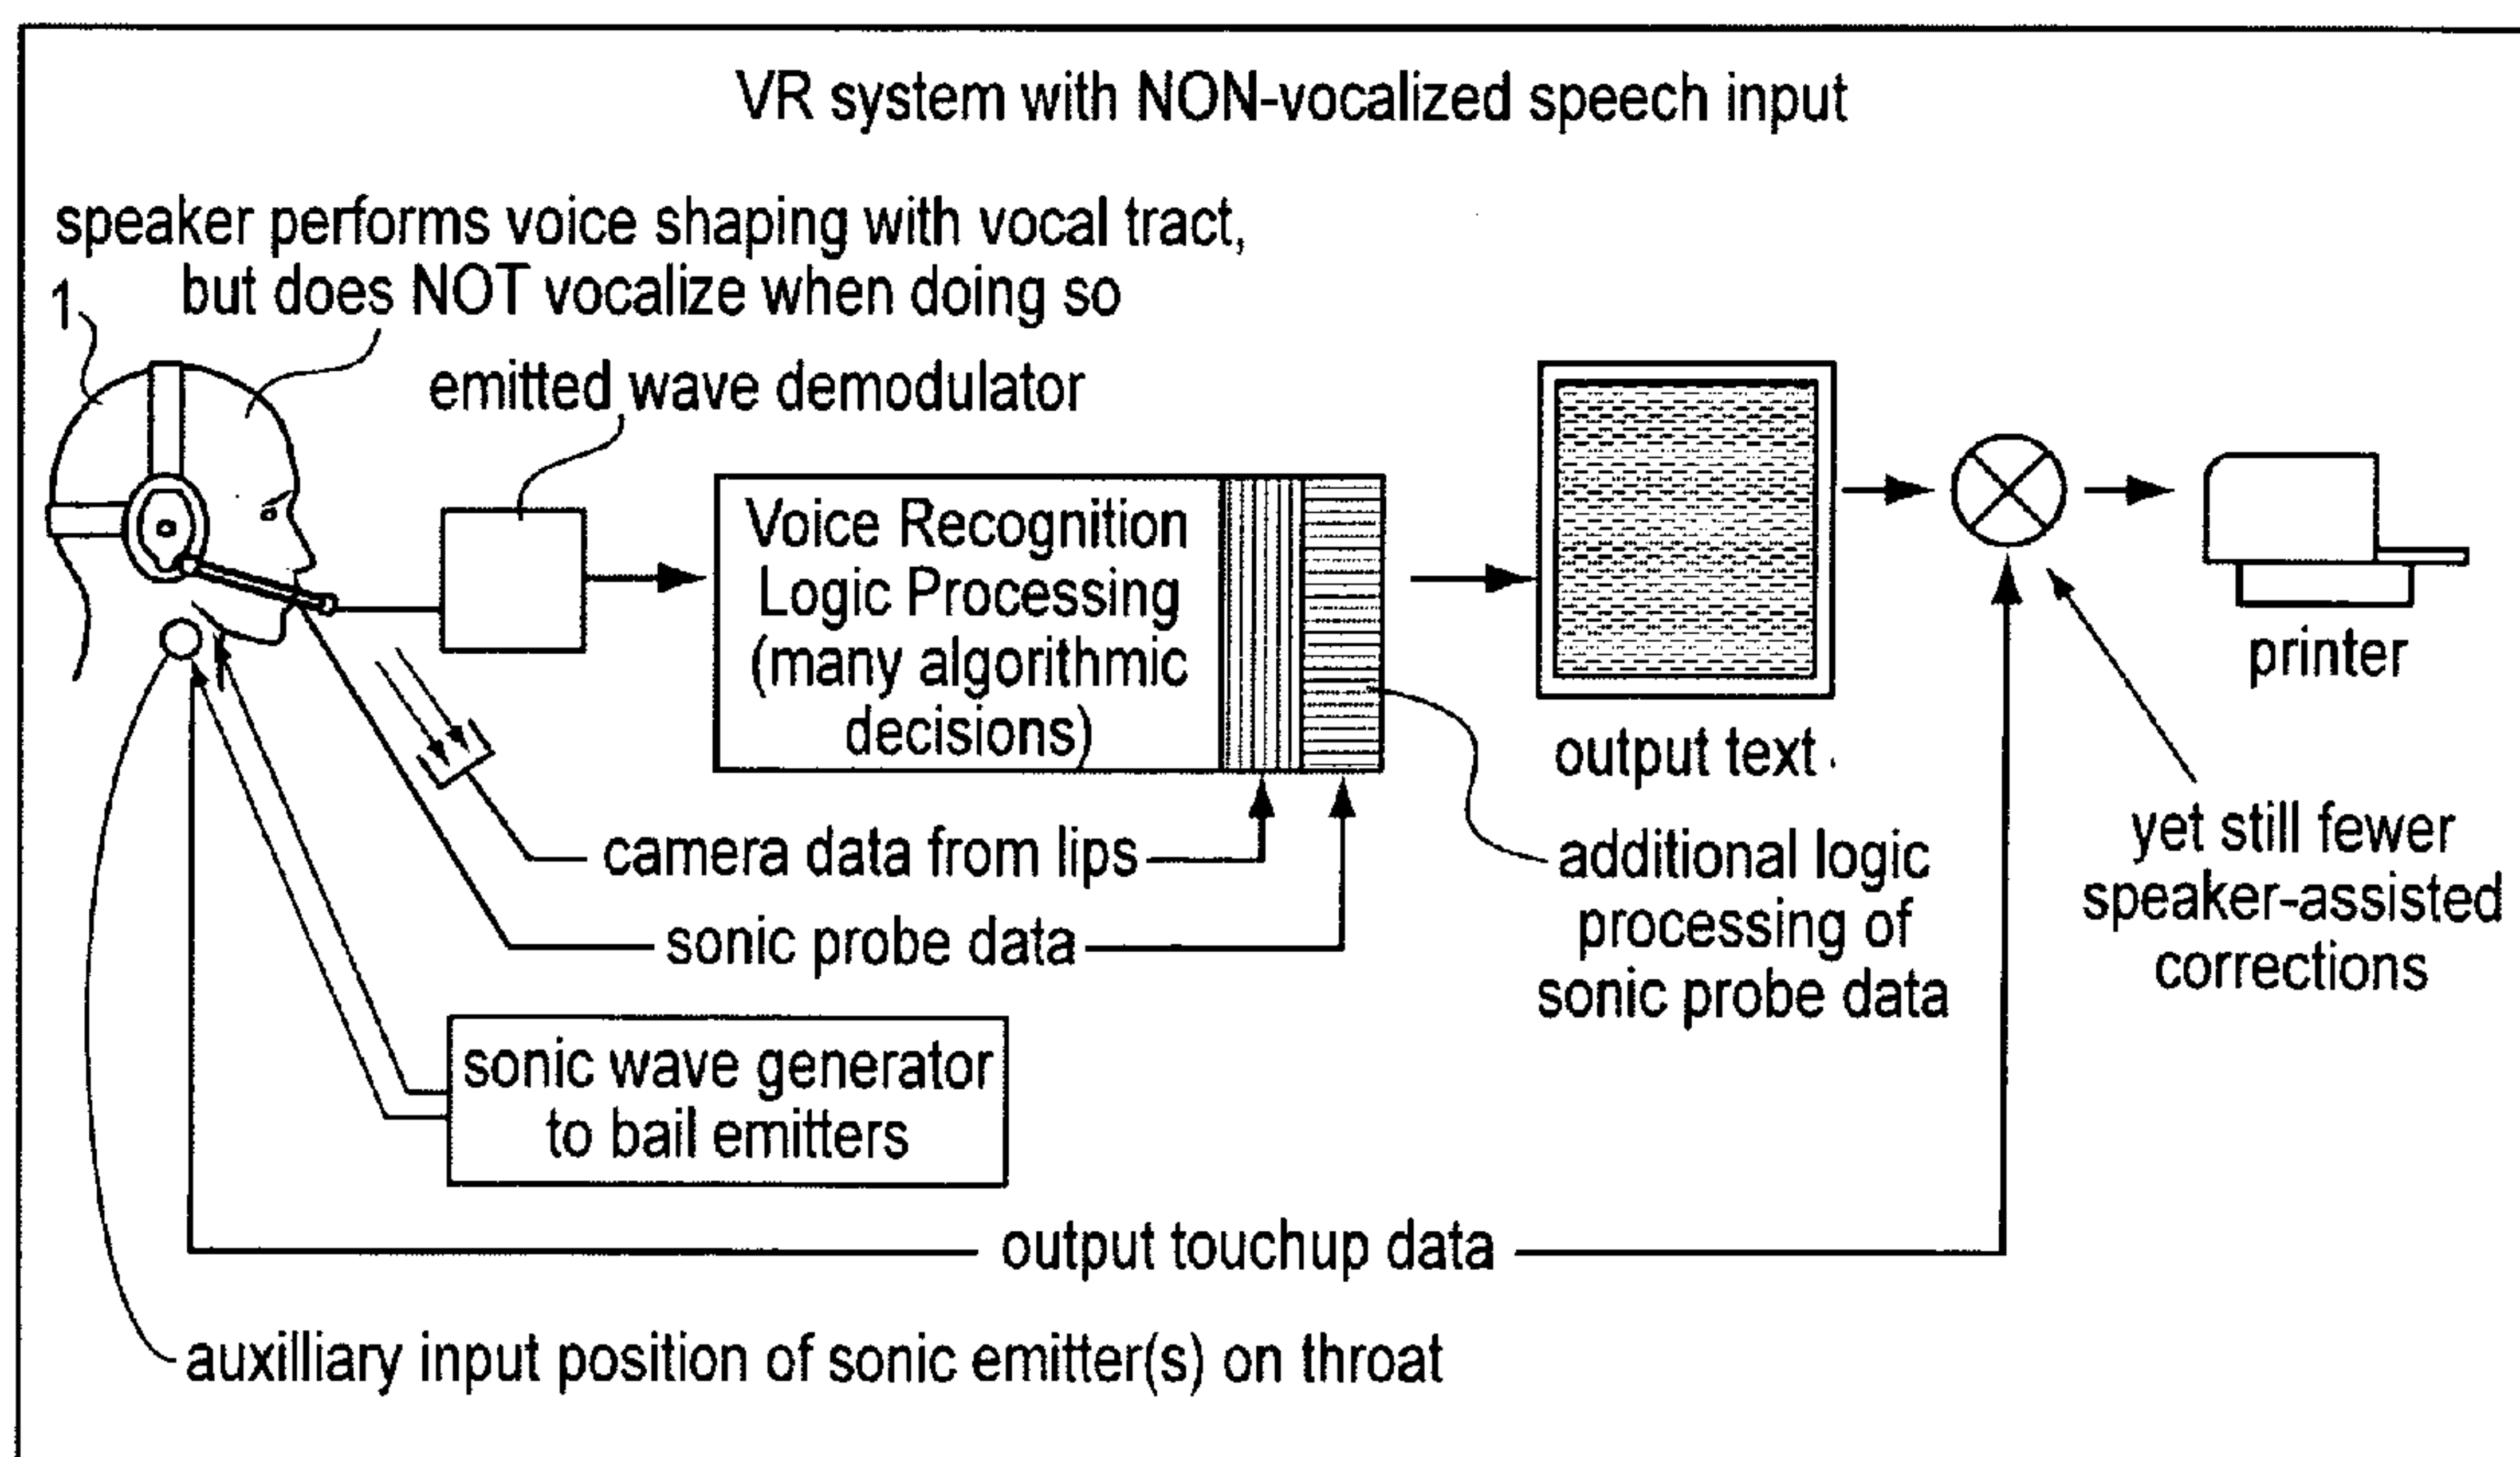 VR system with NON-vocalized speech input
speaker performs voice shaping with vocal tract,
but does NOT vocalize when doing so
1
emitted wave demodulator
Voice Recognition
Logic Processing
(many algorithmic
decisions)
output text
printer
camera data from lips
sonic probe data
additional logic
processing of
sonic probe data
yet still fewer
speaker-assisted
corrections
sonic wave generator
to bail emitters
output touchup data
auxilliary input position of sonic emitter(s) on throat